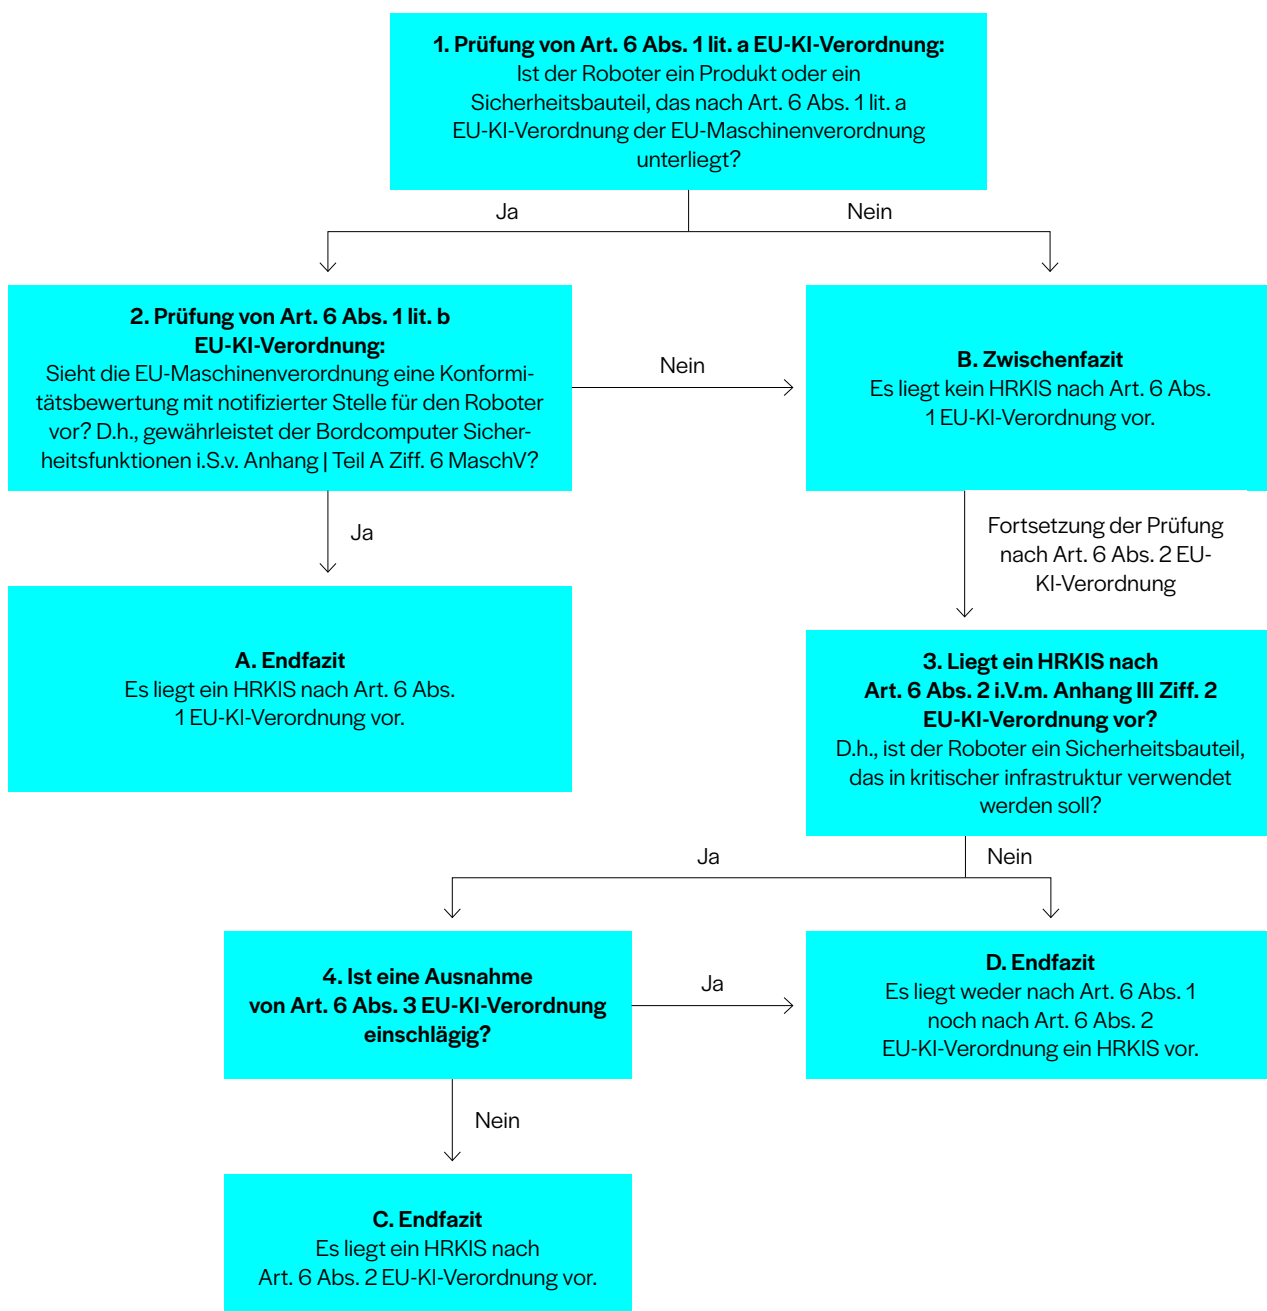 1. Prüfung von Art. 6 Abs. 1 lit. a EU-KI-Verordnung:
Ist der Roboter ein Produkt oder ein
Sicherheitsbauteil, das nach Art. 6 Abs. 1 lit. a
EU-KI-Verordnung der EU-Maschinenverordnung
unterliegt?
Ja
Nein
2. Prüfung von Art. 6 Abs. 1 lit. b
EU-KI-Verordnung:
Sieht die EU-Maschinenverordnung eine Konformi-
tätsbewertung mit notifizierter Stelle für den Roboter
vor? D.h., gewährleistet der Bordcomputer Sicher-
heitsfunktionen i.S.v. Anhang | Teil A Ziff. 6 MaschV?
Nein
B. Zwischenfazit
Es liegt kein HRKIS nach Art. 6 Abs.
1 EU-KI-Verordnung vor.
Ja
Fortsetzung der Prüfung
nach Art. 6 Abs. 2 EU-
KI-Verordnung
A. Endfazit
Es liegt ein HRKIS nach Art. 6 Abs.
1 EU-KI-Verordnung vor.
3. Liegt ein HRKIS nach
Art. 6 Abs. 2 i.V.m. Anhang III Ziff. 2
EU-KI-Verordnung vor?
D.h., ist der Roboter ein Sicherheitsbauteil,
das in kritischer infrastruktur verwendet
werden soll?
Ja
Nein
4. Ist eine Ausnahme
von Art. 6 Abs. 3 EU-KI-Verordnung
einschlägig?
Ja
D. Endfazit
Es liegt weder nach Art. 6 Abs. 1
noch nach Art. 6 Abs. 2
EU-KI-Verordnung ein HRKIS vor.
Nein
C. Endfazit
Es liegt ein HRKIS nach
Art. 6 Abs. 2 EU-KI-Verordnung vor.